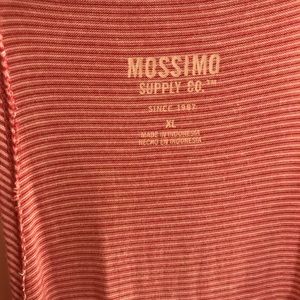 MOSSIMO
SUPPLY CO.™
SINCE 1987
XL
MADE IN INDONESIA
HECHO EN INDONESIA